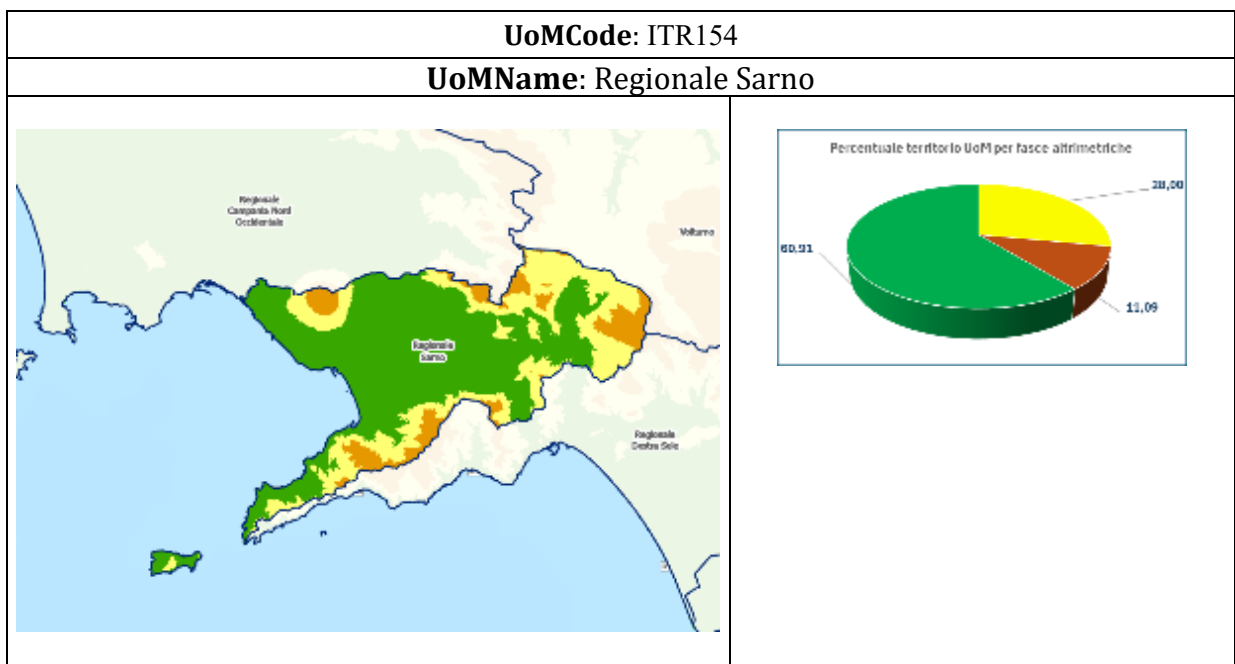 UoMCode: ITR154
UoMName: Regionale Sarno
Regionale
Campania Nord
Occidentale
Volturno
Regionale
Sarno
Regionale
Destra Sele
Percentuale territorio UoM per fasce altrimetriche
28,00
60,91
11,09